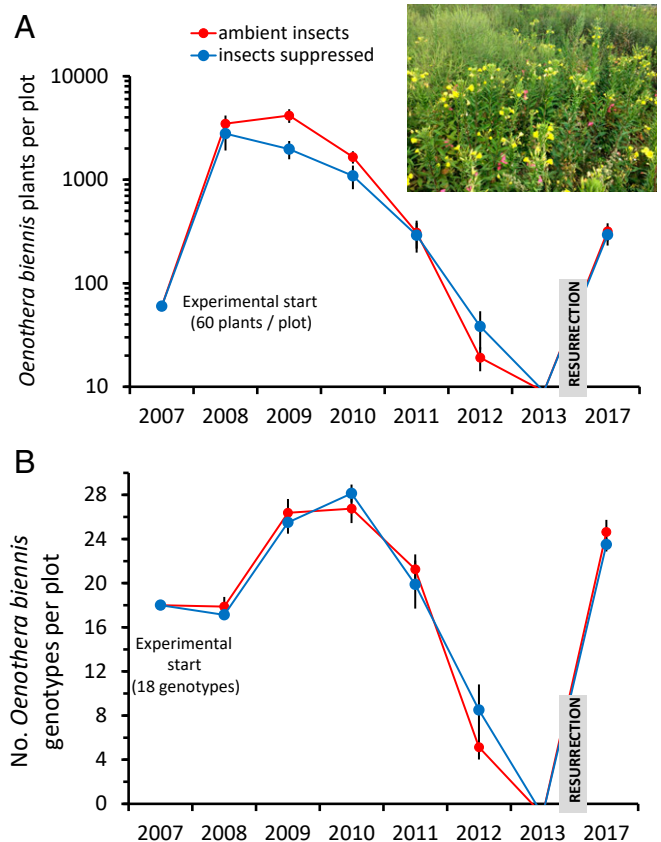 A
ambient insects
insects suppressed
Oenothera biennis plants per plot
10000
1000
100
10
Experimental start
(60 plants / plot)
RESURRECTION
2007 2008 2009 2010 2011 2012 2013 2017
B
No. Oenothera biennis
genotypes per plot
28
24
20
16
12
8
4
0
Experimental
start
(18 genotypes)
RESURRECTION
2007 2008 2009 2010 2011 2012 2013 2017